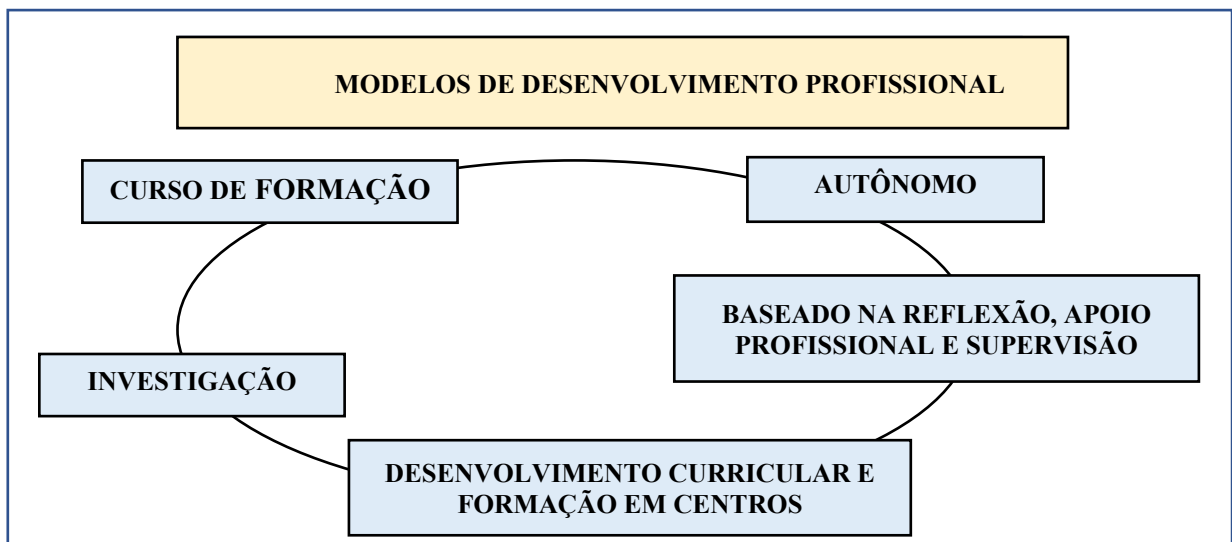 MODELOS DE DESENVOLVIMENTO PROFISSIONAL
CURSO DE FORMAÇÃO
AUTÔNOMO
BASEADO NA REFLEXÃO, APOIO
PROFISSIONAL E SUPERVISÃO
INVESTIGAÇÃO
DESENVOLVIMENTO CURRICULAR E
FORMAÇÃO EM CENTROS